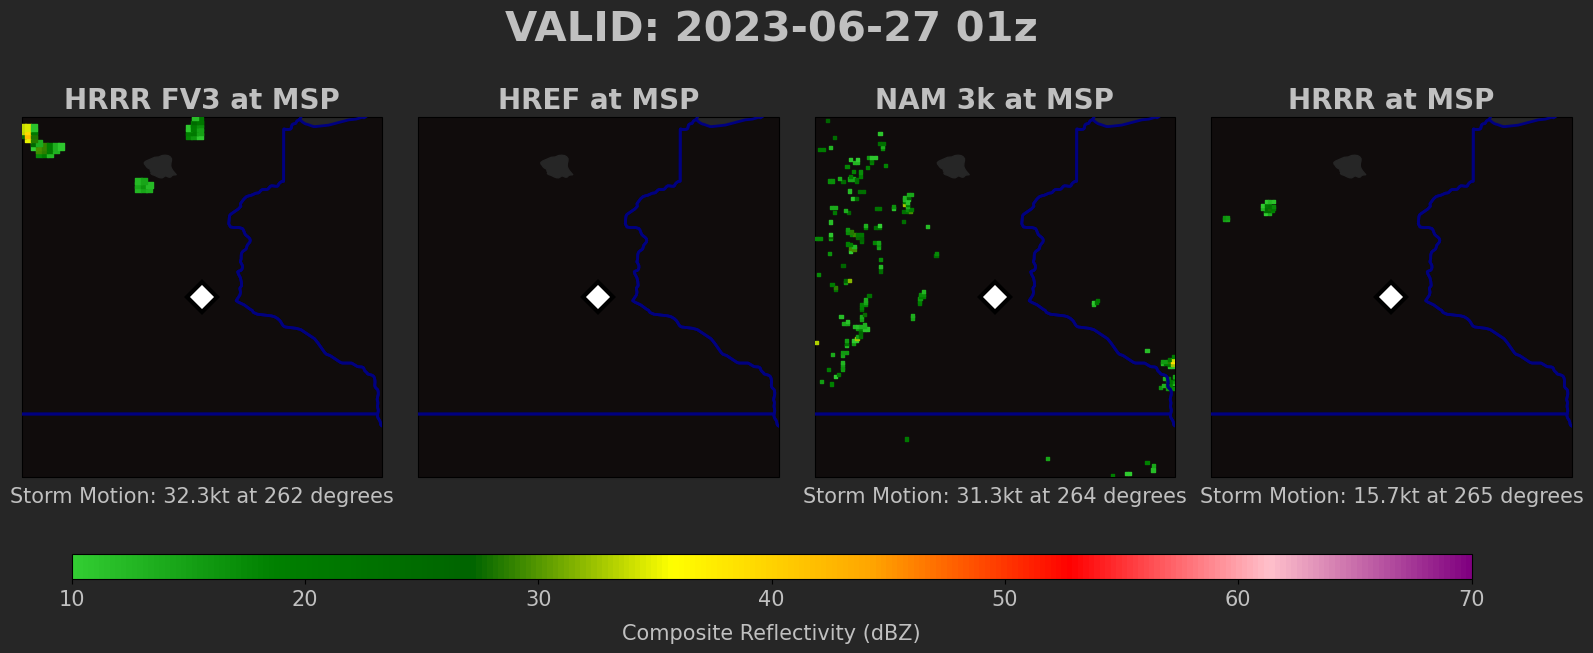 VALID: 2023-06-27 01z
HRRR FV3 at MSP
HREF at MSP
NAM 3k at MSP
HRRR at MSP
Storm Motion: 32.3kt at 262 degrees
Storm Motion: 31.3kt at 264 degrees
Storm Motion: 15.7kt at 265 degrees
10 20 30 40 50 60 70
Composite Reflectivity (dBZ)